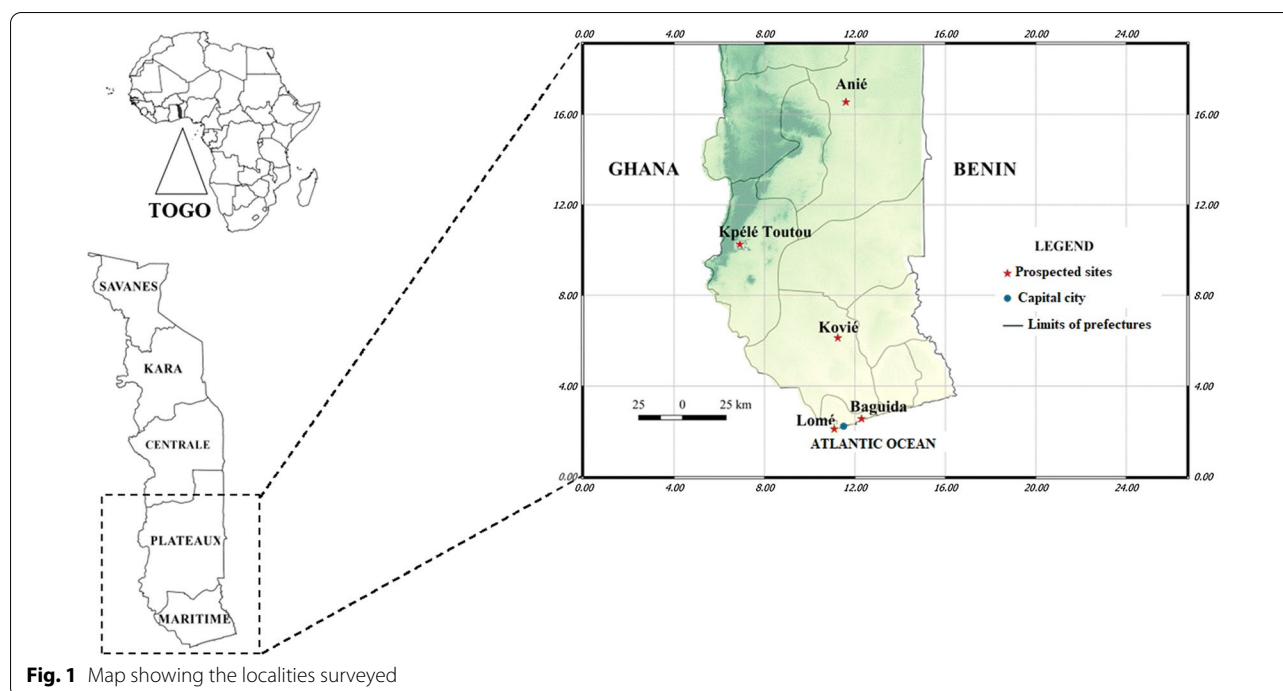 TOGO
SAVANES
KARA
CENTRALE
PLATEAUX
MARITIME
0.00 4.00 8.00 12.00 16.00 20.00 24.00
16.00 16.00
12.00 12.00
8.00 8.00
4.00 4.00
0.00 0.00
0.00 4.00 8.00 12.00 16.00 20.00 24.00
Anié
GHANA
BENIN
Kpélé Toutou
Kovié
Baguida
Lomé
ATLANTIC OCEAN
25 0 25 km
LEGEND
Prospected sites
Capital city
Limits of prefectures
Fig. 1 Map showing the localities surveyed